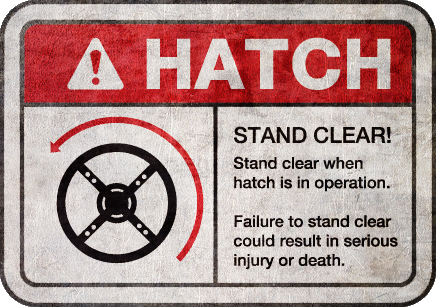 HATCH
STAND CLEAR!
Stand clear when
hatch is in operation.
Failure to stand clear
could result in serious
injury or death.